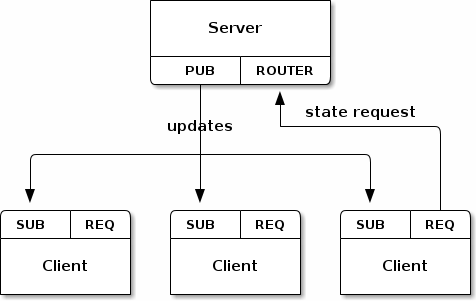 Server
PUB ROUTER
state request
updates
SUB REQ SUB REQ SUB REQ
Client Client Client